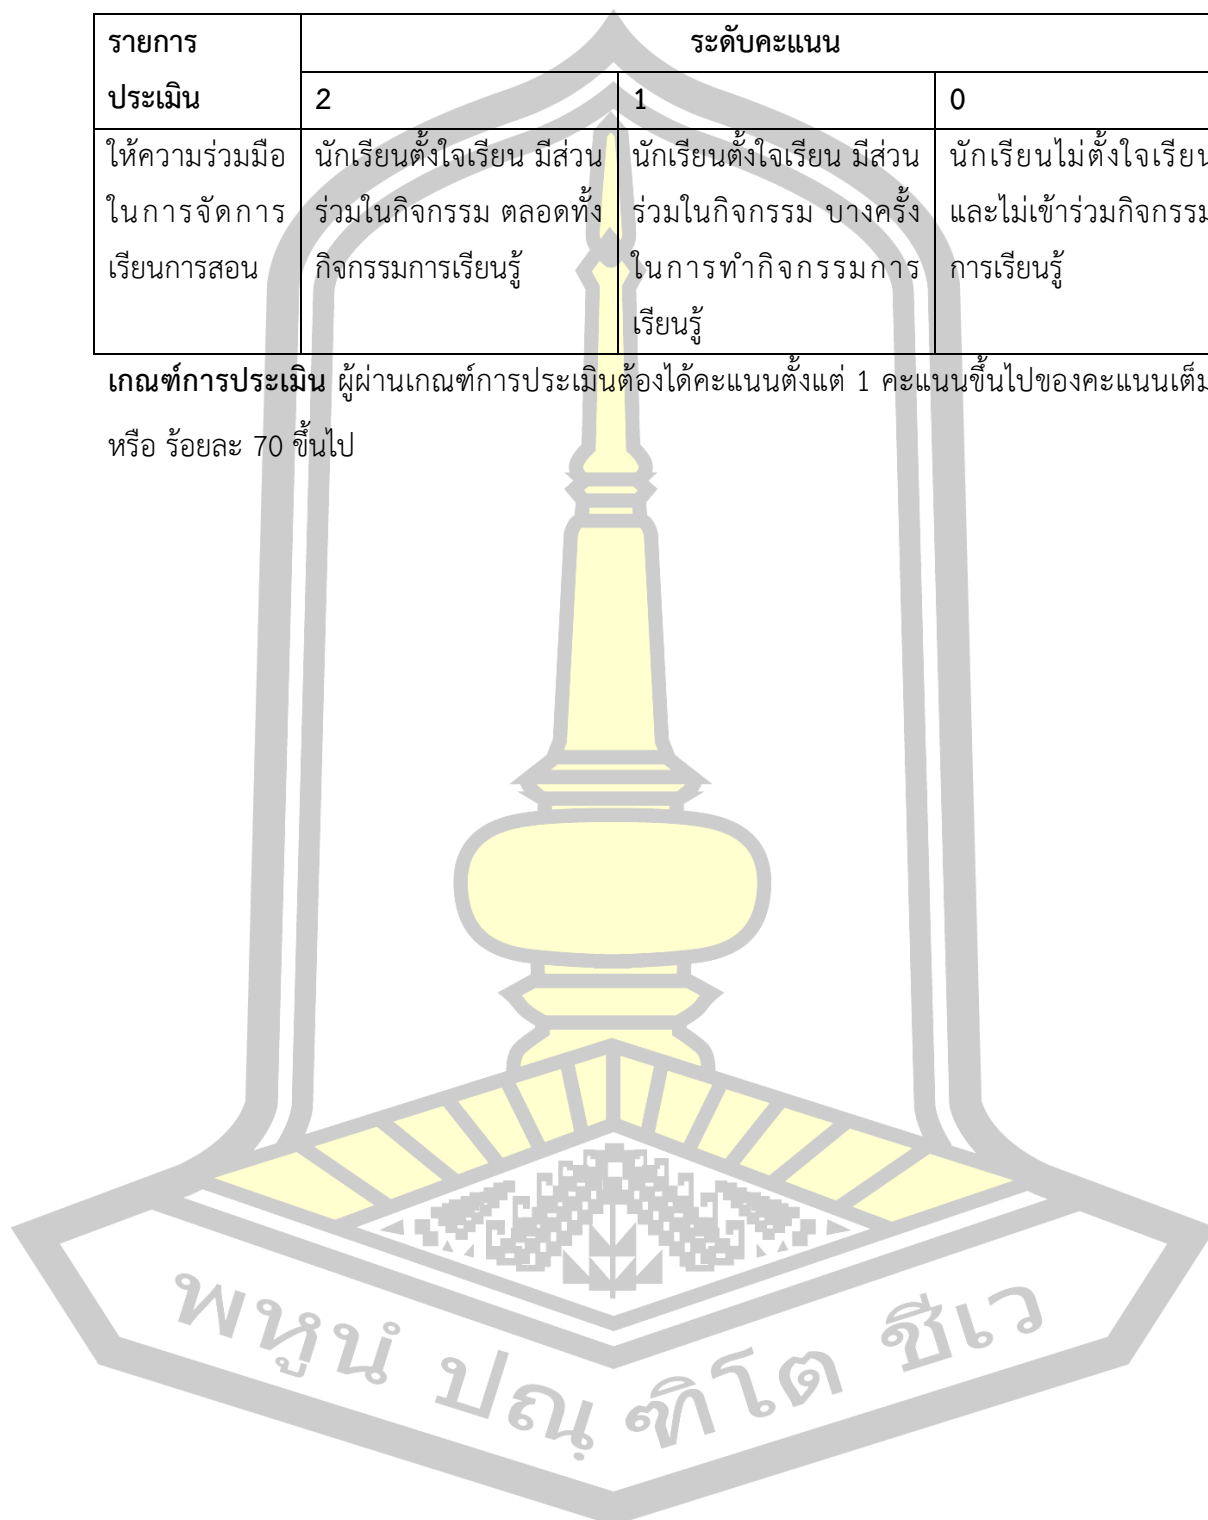 รายการ ระดับคะแนน
ประเมิน 2 1 0
ให้ความร่วมมือ นักเรียนตั้งใจเรียน มีส่วน นักเรียนตั้งใจเรียน มีส่วน นักเรียนไม่ตั้งใจเรียน
ในการจัดการ ร่วมในกิจกรรม ตลอดทั้ง ร่วมในกิจกรรม บางครั้ง และไม่เข้าร่วมกิจกรรม
เรียนการสอน กิจกรรมการเรียนรู้ ในการทำกิจกรรมการ การเรียนรู้
เรียนรู้
เกณฑ์การประเมิน ผู้ผ่านเกณฑ์การประเมินต้องได้คะแนนตั้งแต่ 1 คะแนนขึ้นไปของคะแนนเต็ม
หรือ ร้อยละ 70 ขึ้นไป
พหูนํ ปณฺฑิโต ชีเว